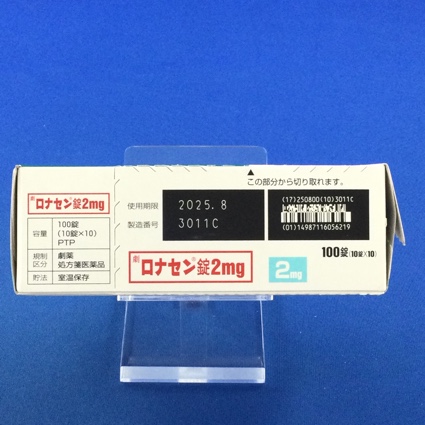 ▲
この部分から切り取れます。
劇 ロナセン®錠2mg
容量 100錠 (10錠×10) PTP
規制区分 劇薬 処方箋医薬品
貯法 室温保存
使用期限 2025.8
製造番号 3011C
(17)250800(10)3011C
(01)14987116056219
劇 ロナセン®錠2mg
2mg
100錠(10錠×10)